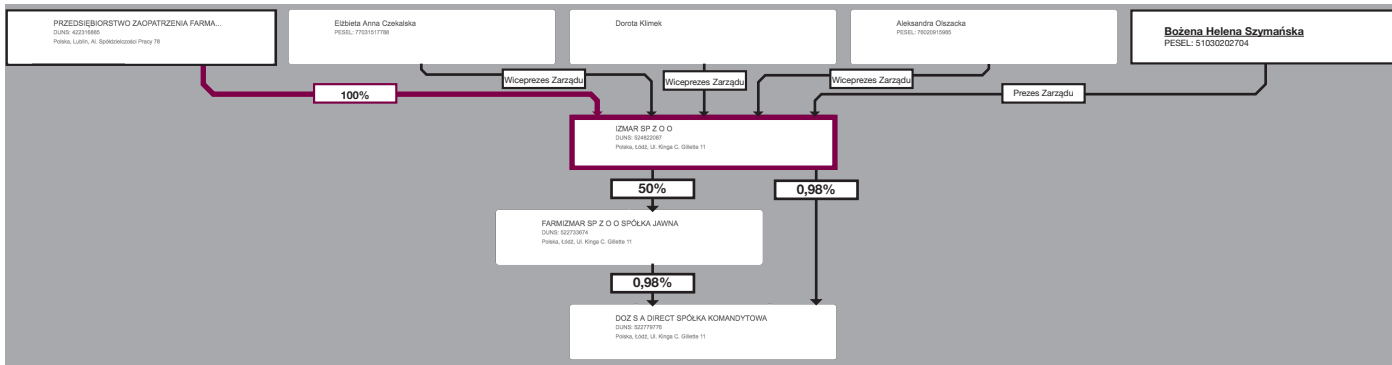 PRZEDSIĘBIORSTWO ZAOPATRZENIA FARMA...
DUNS: 422316865
Polska, Lublin, Al. Spółdzielczości Pracy 78
Elżbieta Anna Czekalska
PESEL: 77031517788
Dorota Klimek
Aleksandra Olszacka
PESEL: 76020915985
Bożena Helena Szymańska
PESEL: 51030202704
100%
Wiceprezes Zarządu
Wiceprezes Zarządu
Wiceprezes Zarządu
Prezes Zarządu
IZMAR SP Z O O
DUNS: 524822087
Polska, Łódź, Ul. Kinga C. Gillette 11
50%
0,98%
FARMIZMAR SP Z O O SPÓŁKA JAWNA
DUNS: 522733674
Polska, Łódź, Ul. Kinga C. Gillette 11
0,98%
DOZ S A DIRECT SPÓŁKA KOMANDYTOWA
DUNS: 522779776
Polska, Łódź, Ul. Kinga C. Gillette 11